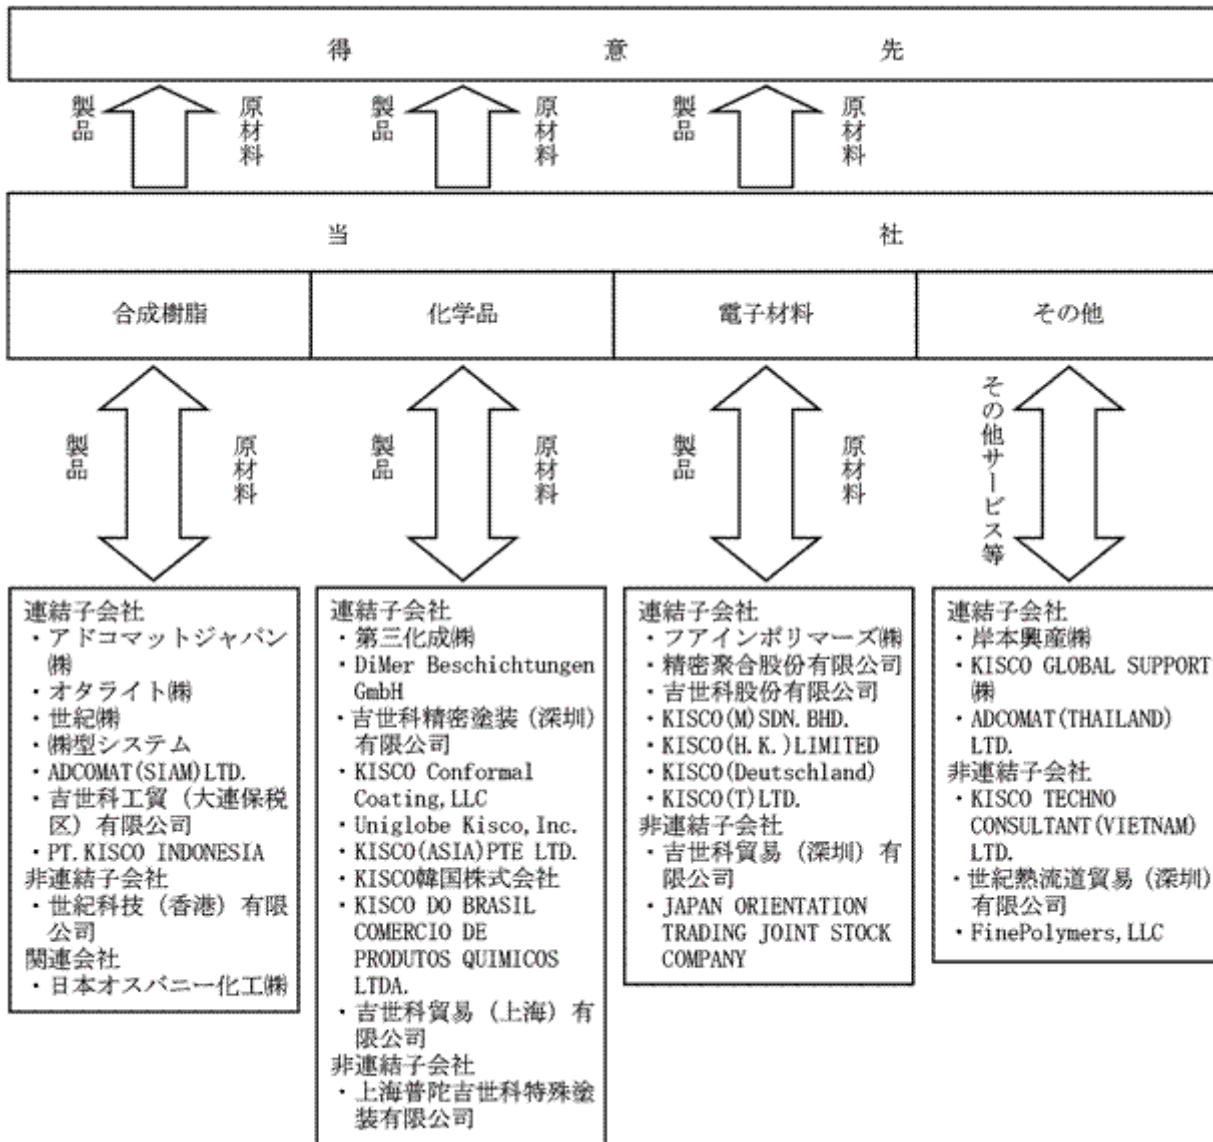 得意先
製品
原材料
製品
原材料
製品
原材料
当社
合成樹脂
化学品
電子材料
その他
製品
原材料
製品
原材料
製品
原材料
その他サービス等
連結子会社
・アドコマットジャパン
㈱
・オタライト㈱
・世紀㈱
・㈱型システム
・ADCOMAT(SIAM)LTD.
・吉世科工貿（大連保税
区）有限公司
・PT.KISCO INDONESIA
非連結子会社
・世紀科技（香港）有限
公司
関連会社
・日本オスバニー化工㈱
連結子会社
・第三化成㈱
・DiMer Beschichtungen
GmbH
・吉世科精密塗装（深圳）
有限公司
・KISCO Conformal
Coating,LLC
・Uniglobe Kisco,Inc.
・KISCO(ASIA)PTE LTD.
・KISCO韓国株式会社
・KISCO DO BRASIL
COMERCIO DE
PRODUTOS QUIMICOS
LTDA.
・吉世科貿易（上海）有
限公司
非連結子会社
・上海普陀吉世科特殊塗
装有限公司
連結子会社
・フアインポリマーズ㈱
・精密聚合股份有限公司
・吉世科股份有限公司
・KISCO(M)SDN.BHD.
・KISCO(H.K.)LIMITED
・KISCO(Deutschland)
・KISCO(T)LTD.
非連結子会社
・吉世科貿易（深圳）有
限公司
・JAPAN ORIENTATION
TRADING JOINT STOCK
COMPANY
連結子会社
・岸本興産㈱
・KISCO GLOBAL SUPPORT
㈱
・ADCOMAT(THAILAND)
LTD.
非連結子会社
・KISCO TECHNO
CONSULTANT(VIETNAM)
LTD.
・世紀熱流道貿易（深圳）
有限公司
・FinePolymers,LLC